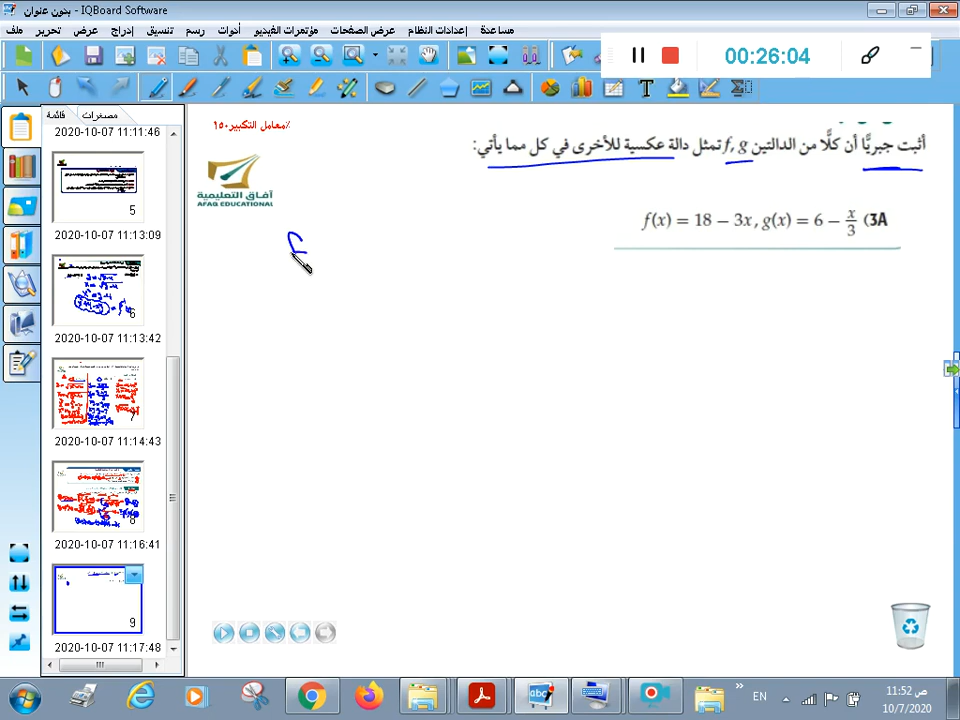 بدون عنوان - IQBoard Software
ملف تحرير عرض إدراج تنسيق رسم أدوات مؤتمرات الفيديو عرض الصفحات إعدادات النظام مساعدة
00:26:04
قائمة مصغرات
2020-10-07 11:11:46
5
2020-10-07 11:13:09
6
2020-10-07 11:13:42
7
2020-10-07 11:14:43
8
2020-10-07 11:16:41
9
2020-10-07 11:17:48
معامل التكبير١٥٠٪
آفـاق التعليمية
AFAQ EDUCATIONAL
أثبت جبريًّا أن كلًّا من الدالتين f, g تمثل دالة عكسية للأخرى في كل مما يأتي:
f(x) = 18 − 3x, g(x) = 6 − x/3 (3A
EN
11:52 ص
10/7/2020